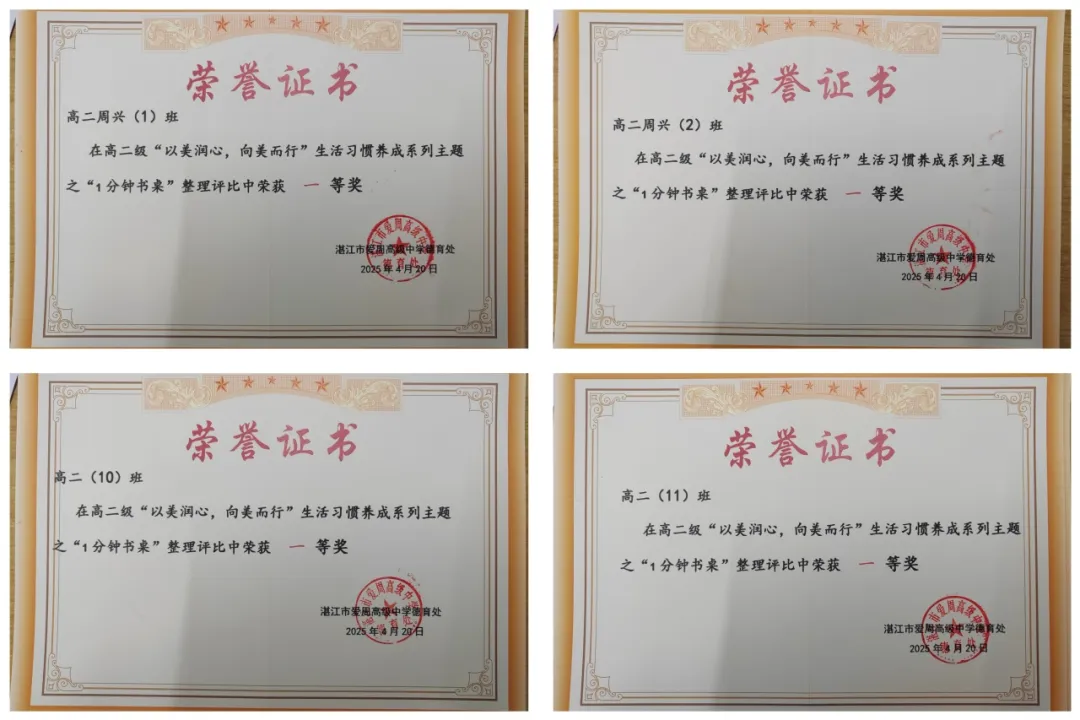 荣誉证书
高二周兴（1）班
在高二级“以美润心，向美而行”生活习惯养成系列主题
之“1分钟书桌”整理评比中荣获 一 等奖
湛江市爱周高级中学德育处
2025年4月20日
荣誉证书
高二周兴（2）班
在高二级“以美润心，向美而行”生活习惯养成系列主题
之“1分钟书桌”整理评比中荣获 一 等奖
湛江市爱周高级中学德育处
2025年4月20日
荣誉证书
高二（10）班
在高二级“以美润心，向美而行”生活习惯养成系列主题
之“1分钟书桌”整理评比中荣获 一 等奖
湛江市爱周高级中学德育处
2025年4月20日
荣誉证书
高二（11）班
在高二级“以美润心，向美而行”生活习惯养成系列主题
之“1分钟书桌”整理评比中荣获 一 等奖
湛江市爱周高级中学德育处
2025年4月20日